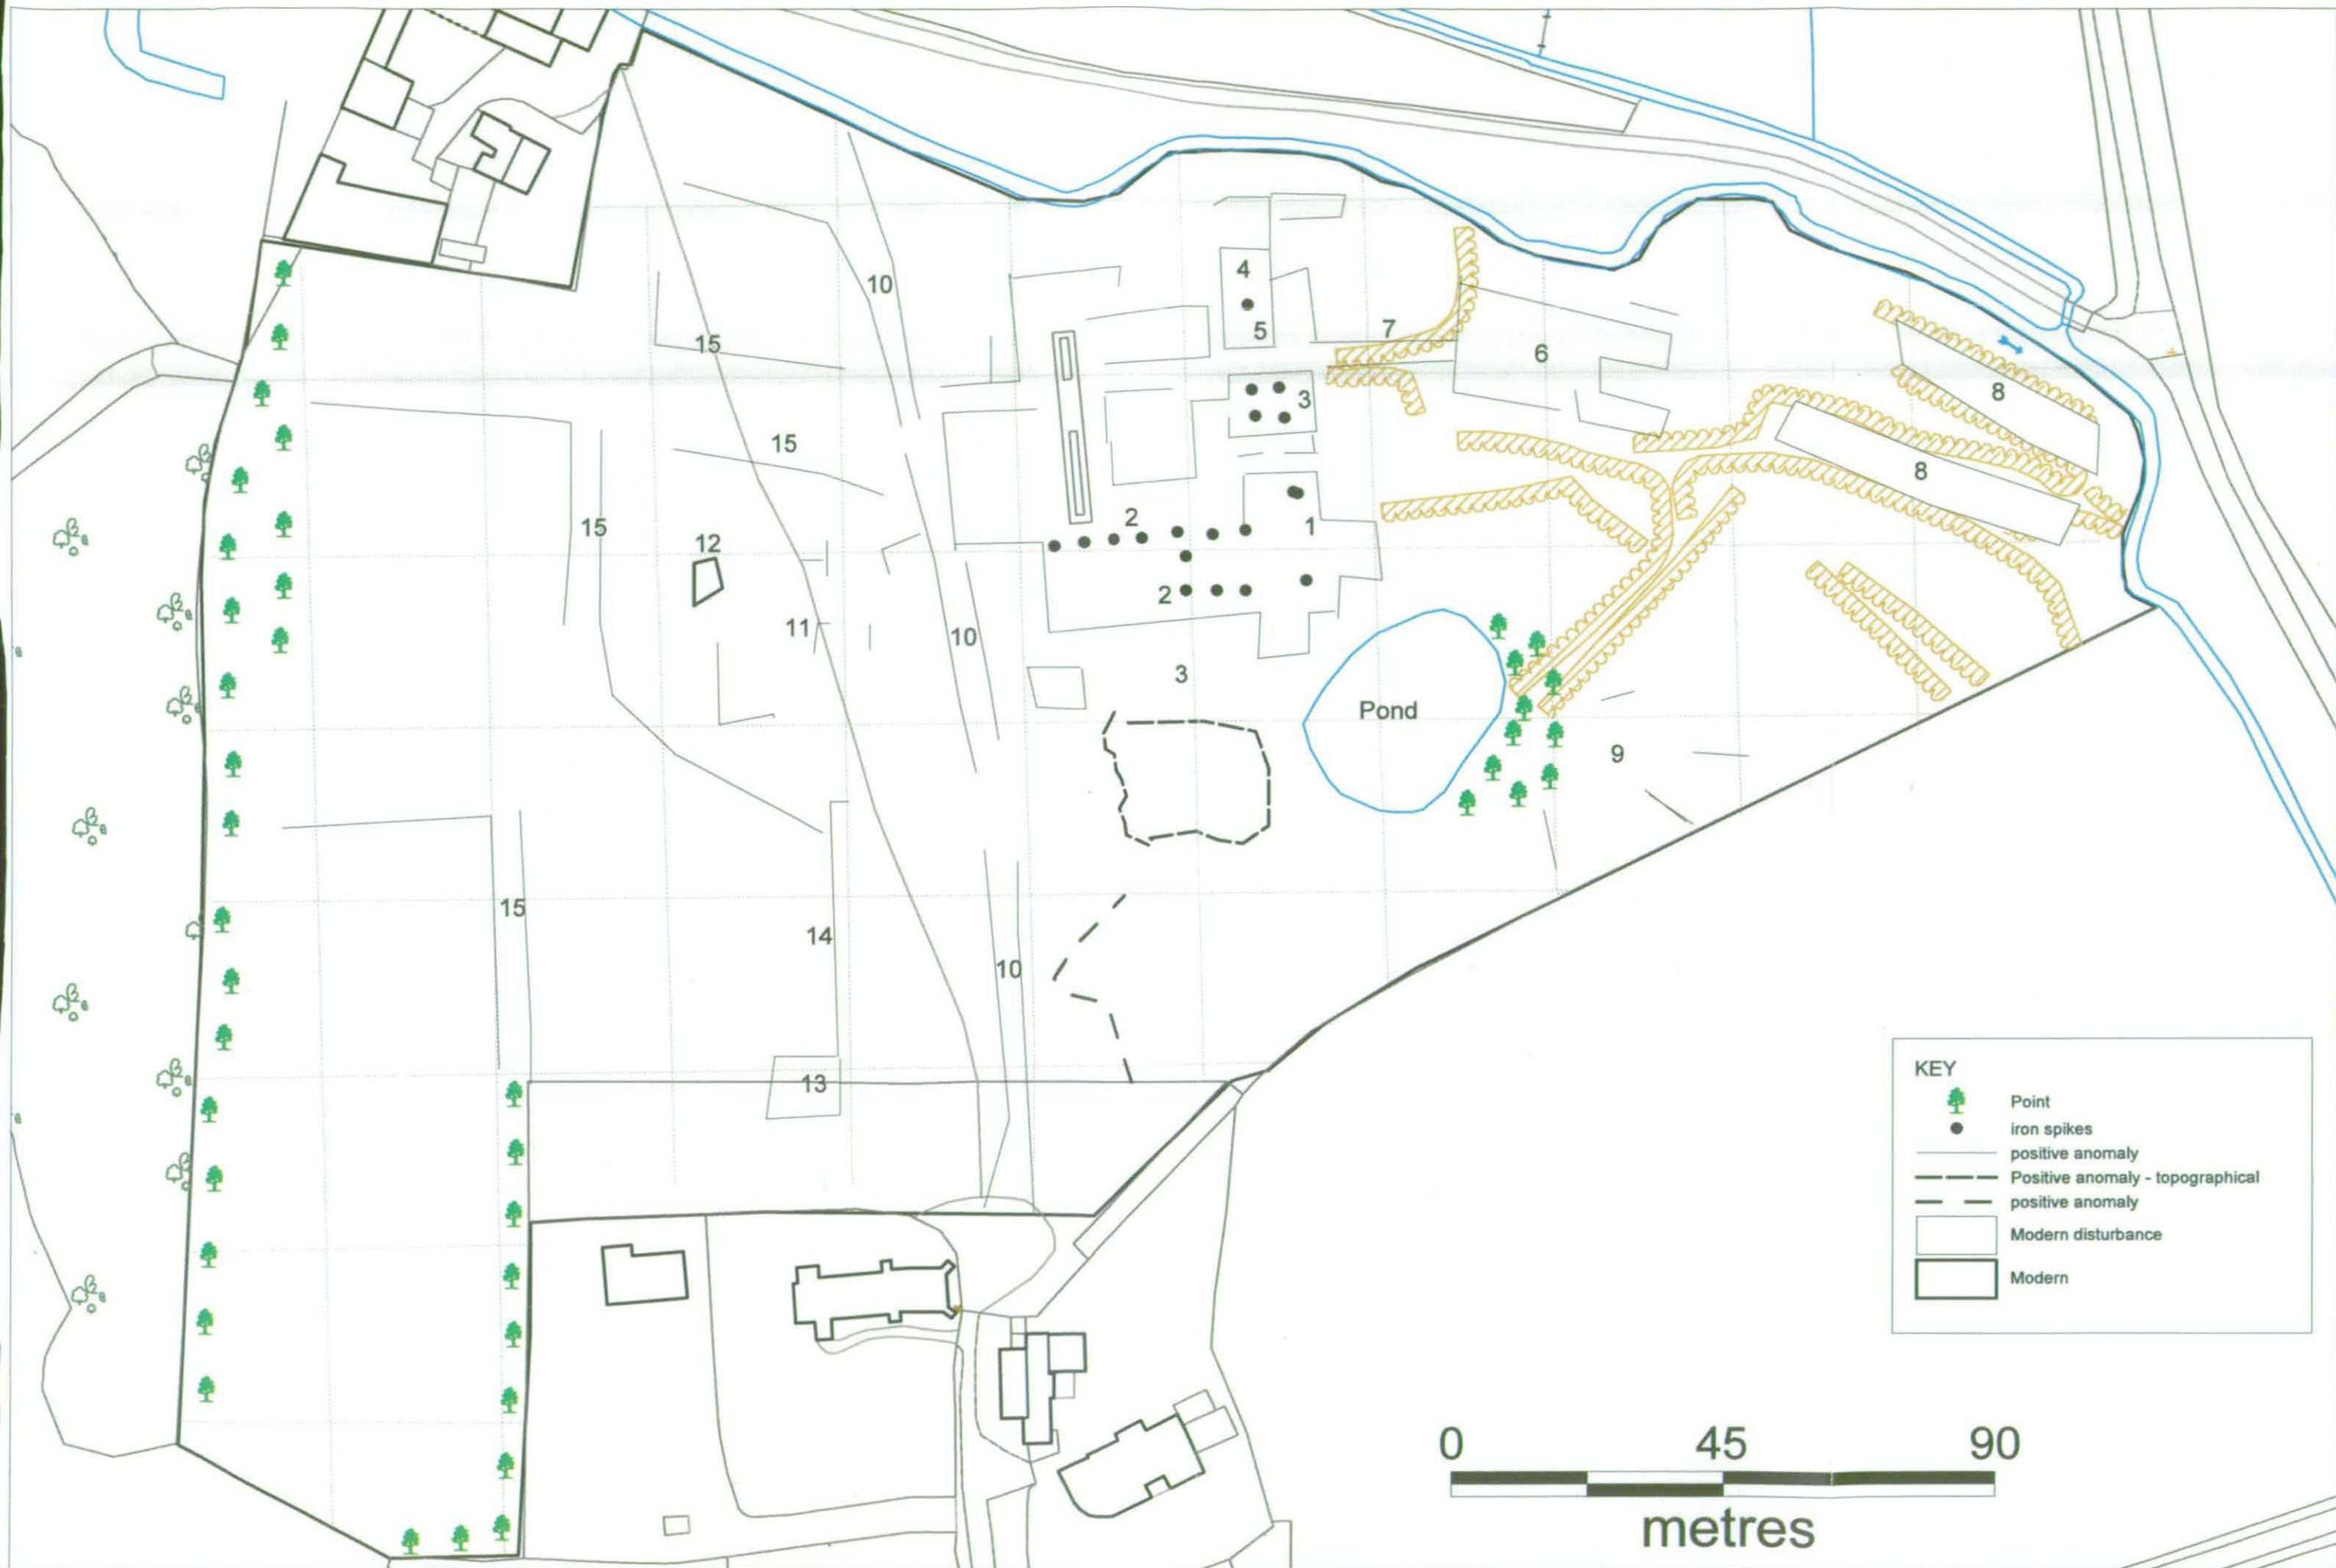 10
4
5
7
6
15
3
8
15
8
2
1
15
12
2
11
10
3
Pond
9
15
14
10
13
KEY
Point
iron spikes
positive anomaly
Positive anomaly - topographical
positive anomaly
Modern disturbance
Modern
0 45 90
metres